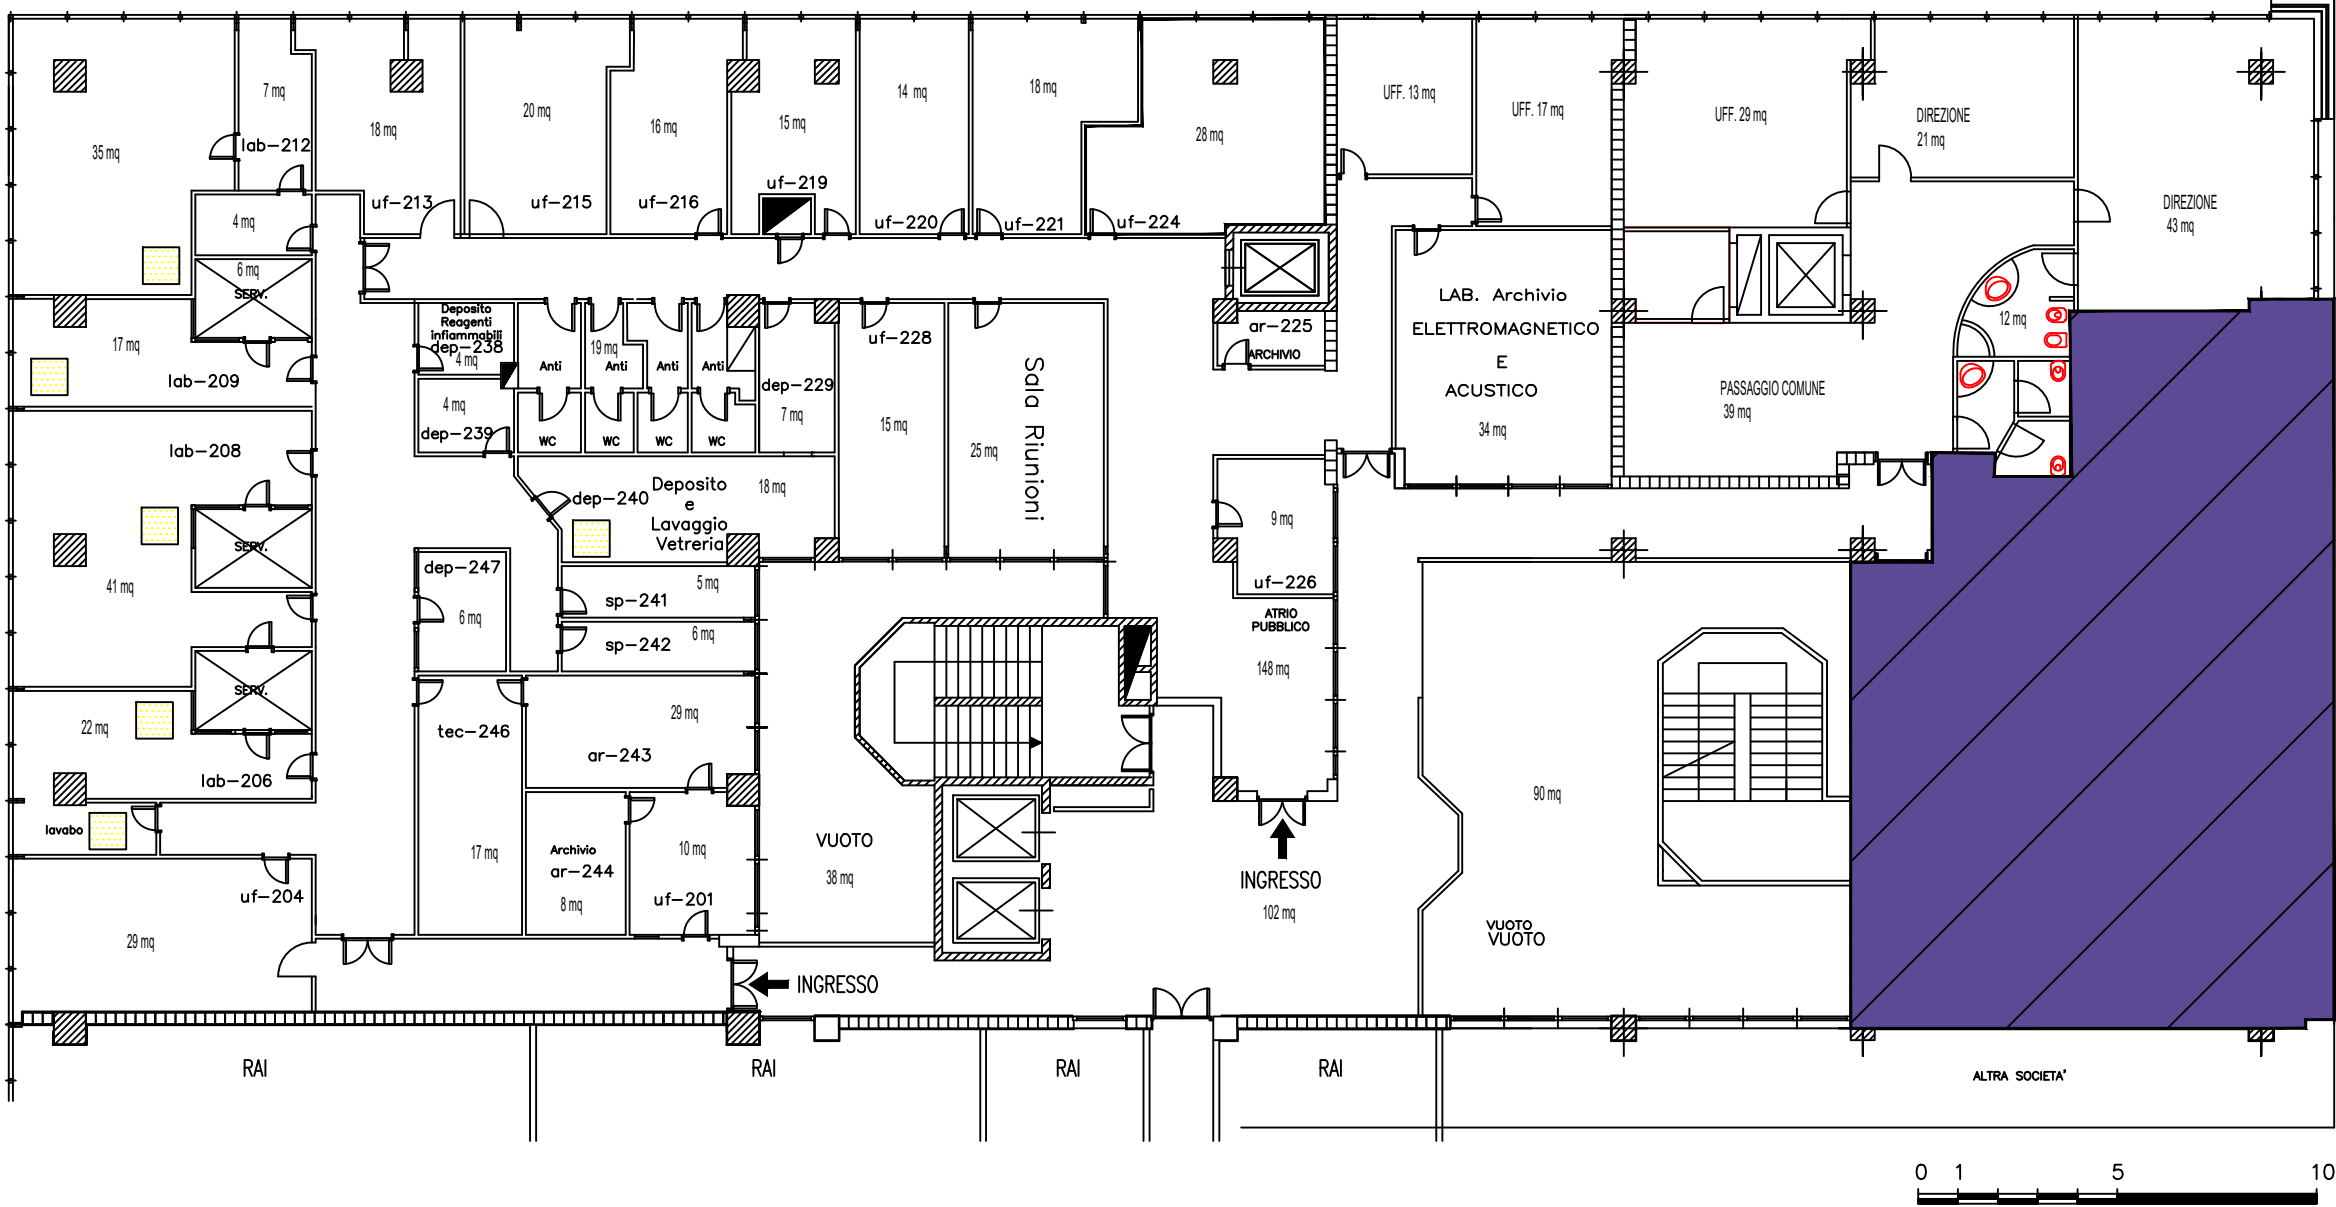 7 mq
lab-212
35 mq
18 mq
uf-213
20 mq
uf-215
16 mq
uf-216
15 mq
uf-219
14 mq
uf-220
18 mq
uf-221
28 mq
uf-224
UFF. 13 mq
UFF. 17 mq
UFF. 29 mq
DIREZIONE
21 mq
DIREZIONE
43 mq
4 mq
6 mq
SERV.
17 mq
lab-209
Deposito
Reagenti
infiammabili
dep-238
4 mq
4 mq
dep-239
Anti
19 mq
Anti
Anti
Anti
WC
WC
WC
WC
dep-229
7 mq
uf-228
15 mq
Sala Riunioni
25 mq
ar-225
ARCHIVIO
LAB. Archivio
ELETTROMAGNETICO
E
ACUSTICO
34 mq
PASSAGGIO COMUNE
39 mq
12 mq
lab-208
SERV.
41 mq
dep-240
Deposito
e
Lavaggio
Vetreria
18 mq
9 mq
uf-226
dep-247
6 mq
5 mq
sp-241
6 mq
sp-242
ATRIO
PUBBLICO
148 mq
SERV.
22 mq
lab-206
lavabo
tec-246
17 mq
29 mq
ar-243
Archivio
ar-244
8 mq
10 mq
uf-201
VUOTO
38 mq
INGRESSO
102 mq
90 mq
VUOTO
VUOTO
uf-204
29 mq
INGRESSO
RAI
RAI
RAI
RAI
ALTRA SOCIETA'
0 1 5 10